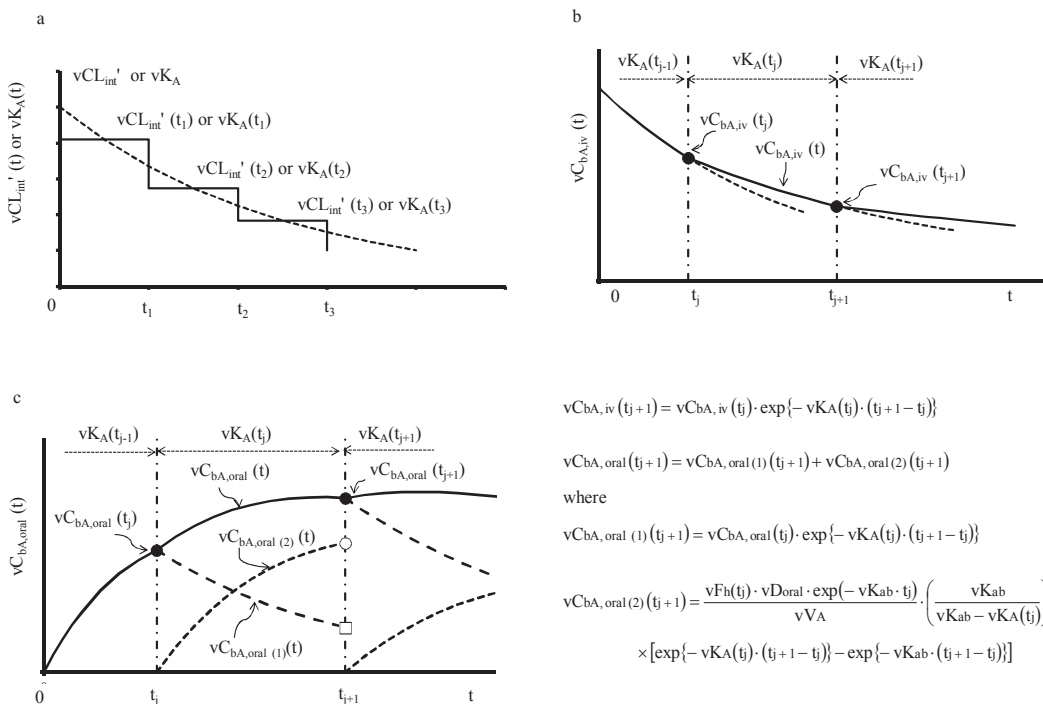 a
vCLint' (t) or vKA(t)
vCLint' or vKA
vCLint' (t1) or vKA(t1)
vCLint' (t2) or vKA(t2)
vCLint' (t3) or vKA(t3)
0 t1 t2 t3
b
vCbA,iv (t)
vKA(tj-1) vKA(tj) vKA(tj+1)
vCbA,iv (tj)
vCbA,iv (t)
vCbA,iv (tj+1)
0 tj tj+1 t
c
vCbA,oral (t)
vKA(tj-1) vKA(tj) vKA(tj+1)
vCbA,oral (t)
vCbA,oral (tj+1)
vCbA,oral (tj)
vCbA,oral (2) (t)
vCbA,oral (1)(t)
0 tj tj+1 t
vCbA, iv (tj+1) = vCbA, iv (tj) · exp{− vKA(tj) · (tj+1 − tj)}
vCbA, oral (tj+1) = vCbA, oral (1) (tj+1) + vCbA, oral (2) (tj+1)
where
vCbA, oral (1) (tj+1) = vCbA, oral (tj) · exp{− vKA(tj) · (tj+1 − tj)}
vCbA, oral (2) (tj+1) = vFh(tj) · vDoral · exp(− vKab · tj) / vVA · (vKab / vKab − vKA(tj)
× [exp{− vKA(tj) · (tj+1 − tj)} − exp{− vKab · (tj+1 − tj)}]